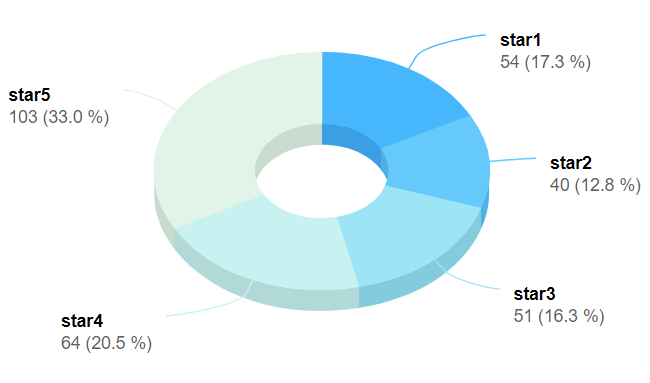 star1
54 (17.3 %)
star2
40 (12.8 %)
star3
51 (16.3 %)
star4
64 (20.5 %)
star5
103 (33.0 %)